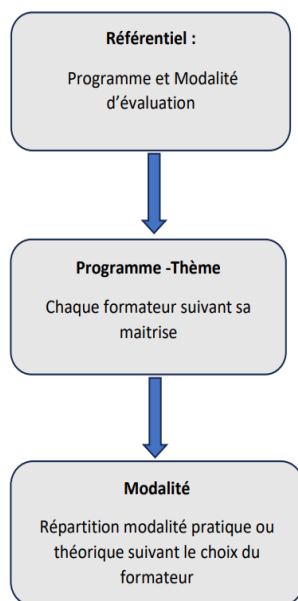 Référentiel :
Programme et Modalité
d’évaluation
Programme -Thème
Chaque formateur suivant sa
maitrise
Modalité
Répartition modalité pratique ou
théorique suivant le choix du
formateur